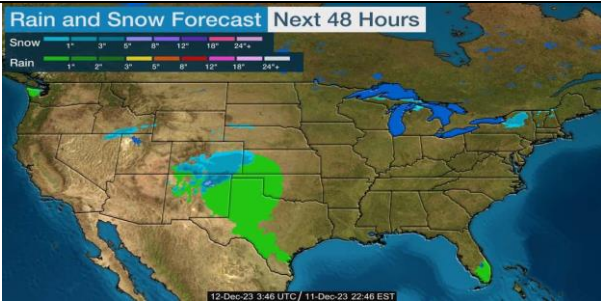 Rain and Snow Forecast Next 48 Hours
Snow 1" 3" 5" 8" 12" 18" 24"+
Rain 1" 2" 3" 5" 8" 12" 18" 24"+
12-Dec-23 3:46 UTC / 11-Dec-23 22:46 EST